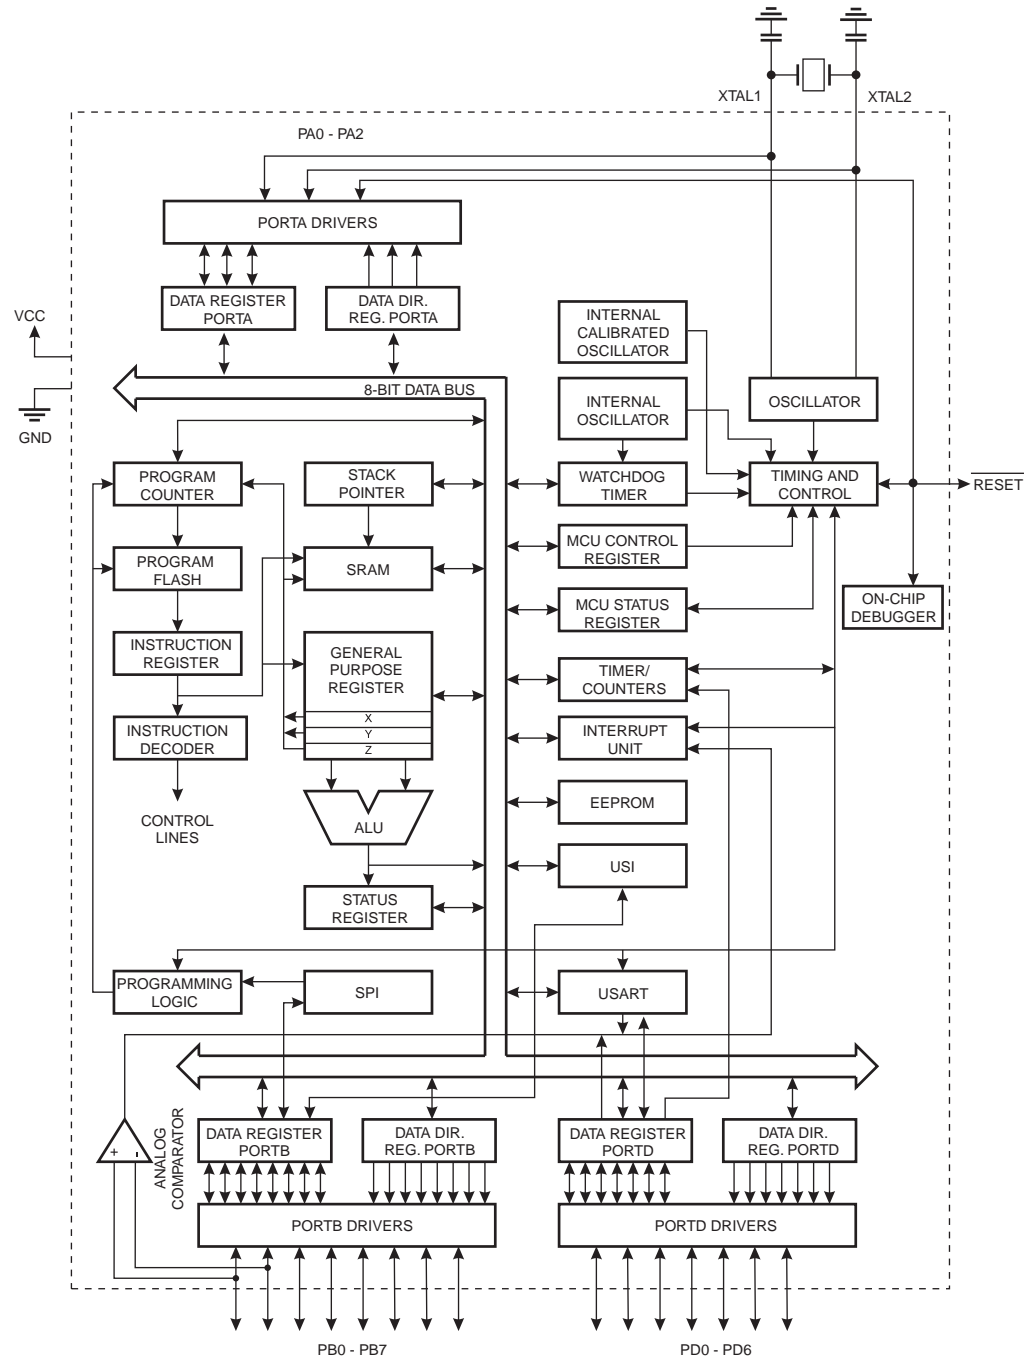 XTAL1
XTAL2
PA0 - PA2
PORTA DRIVERS
DATA REGISTER
PORTA
DATA DIR.
REG. PORTA
VCC
GND
8-BIT DATA BUS
INTERNAL
CALIBRATED
OSCILLATOR
INTERNAL
OSCILLATOR
OSCILLATOR
PROGRAM
COUNTER
STACK
POINTER
WATCHDOG
TIMER
TIMING AND
CONTROL
RESET
PROGRAM
FLASH
SRAM
MCU CONTROL
REGISTER
MCU STATUS
REGISTER
ON-CHIP
DEBUGGER
INSTRUCTION
REGISTER
GENERAL
PURPOSE
REGISTER
X
Y
Z
TIMER/
COUNTERS
INSTRUCTION
DECODER
INTERRUPT
UNIT
CONTROL
LINES
ALU
EEPROM
USI
STATUS
REGISTER
PROGRAMMING
LOGIC
SPI
USART
+
-
ANALOG
COMPARATOR
DATA REGISTER
PORTB
DATA DIR.
REG. PORTB
DATA REGISTER
PORTD
DATA DIR.
REG. PORTD
PORTB DRIVERS
PORTD DRIVERS
PB0 - PB7
PD0 - PD6